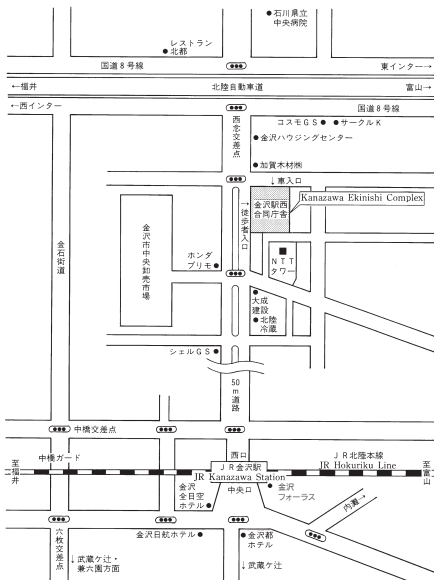 石川県立
中央病院
レストラン
北都
国道8号線
東インター→
←福井
北陸自動車道
富山→
←西インター
国道8号線
コスモGS
サークルK
西念交差点
金沢ハウジングセンター
加賀木材㈱
↓車入口
金沢駅西
合同庁舎
Kanazawa Ekinishi Complex
→徒歩者入口
金石街道
金沢市中央卸売市場
ホンダ
プリモ
NTT
タワー
大成
建設
北陸
冷蔵
シェルGS
50m道路
中橋交差点
中橋ガード
西口
JR北陸本線
JR Hokuriku Line
至福井
JR金沢駅
JR Kanazawa Station
至富山
中央口
金沢
全日空
ホテル
金沢
フォーラス
内灘→
金沢日航ホテル
金沢都
ホテル
六枚交差点
↓武蔵ケ辻・
兼六園方面
↓武蔵ケ辻